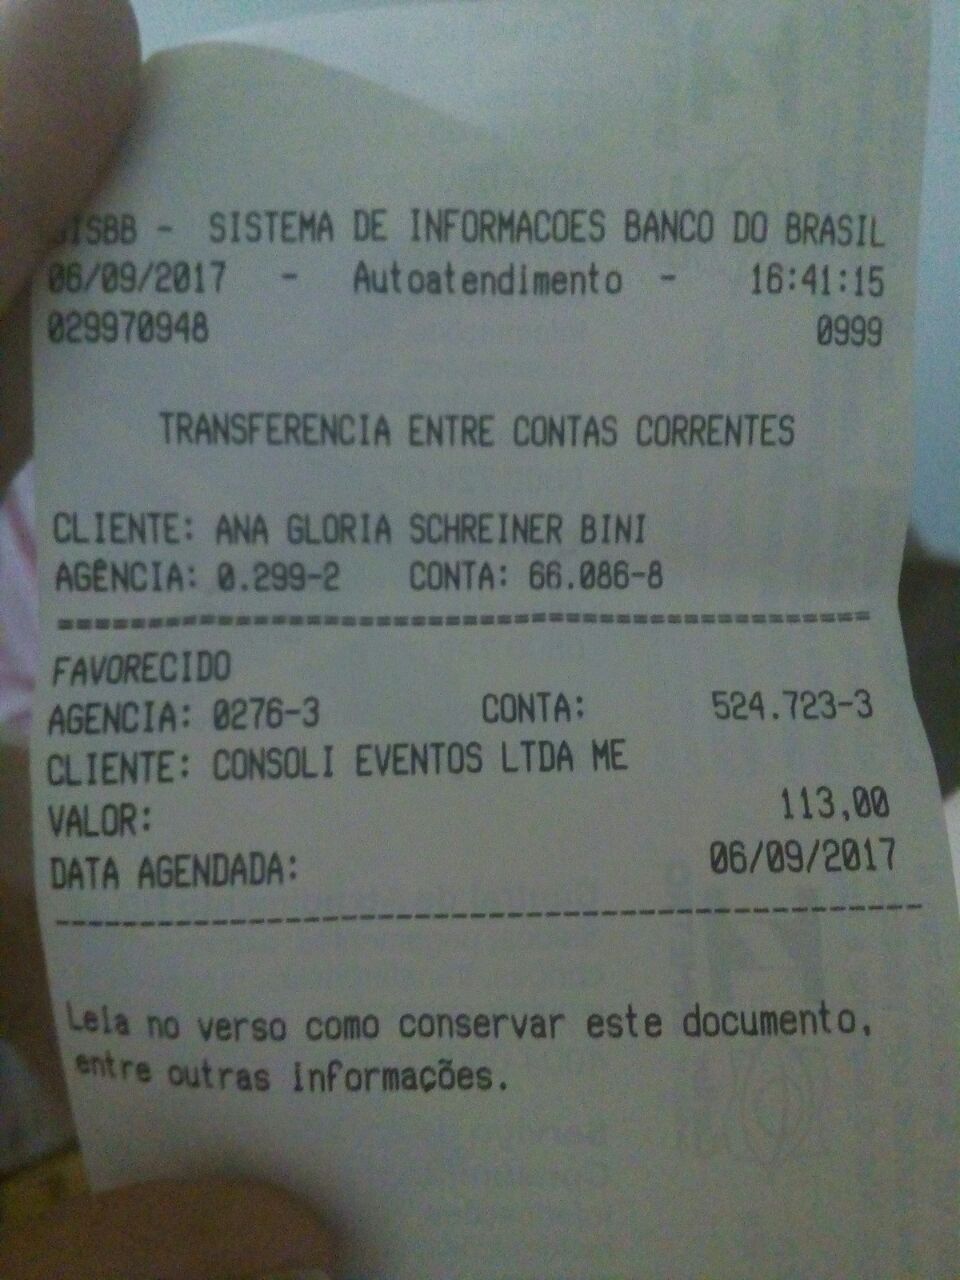 SISBB - SISTEMA DE INFORMACOES BANCO DO BRASIL
06/09/2017 - Autoatendimento - 16:41:15
029970948 0999
TRANSFERENCIA ENTRE CONTAS CORRENTES
CLIENTE: ANA GLORIA SCHREINER BINI
AGÊNCIA: 0.299-2 CONTA: 66.086-8
FAVORECIDO
AGENCIA: 0276-3 CONTA: 524.723-3
CLIENTE: CONSOLI EVENTOS LTDA ME
VALOR: 113,00
DATA AGENDADA: 06/09/2017
Leia no verso como conservar este documento,
entre outras informações.